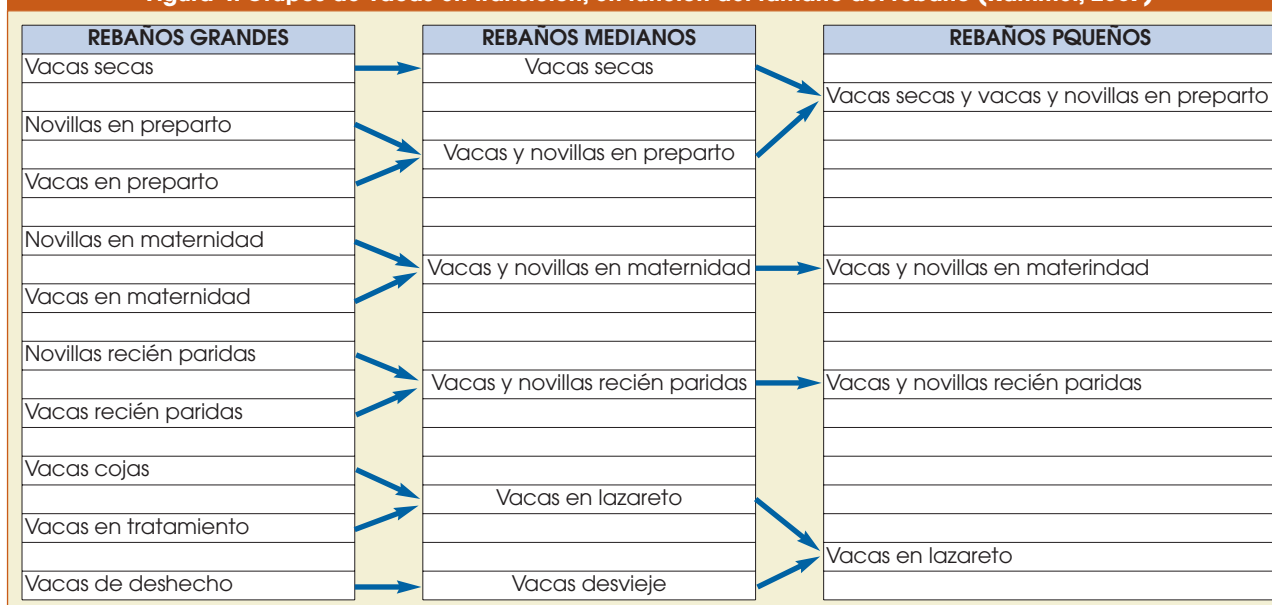 REBAÑOS GRANDES
Vacas secas
Novillas en preparto
Vacas en preparto
Novillas en maternidad
Vacas en maternidad
Novillas recién paridas
Vacas recién paridas
Vacas cojas
Vacas en tratamiento
Vacas de deshecho
REBAÑOS MEDIANOS
Vacas secas
Vacas y novillas en preparto
Vacas y novillas en maternidad
Vacas y novillas recién paridas
Vacas en lazareto
Vacas desvieje
REBAÑOS PQUEÑOS
Vacas secas y vacas y novillas en preparto
Vacas y novillas en materindad
Vacas y novillas recién paridas
Vacas en lazareto